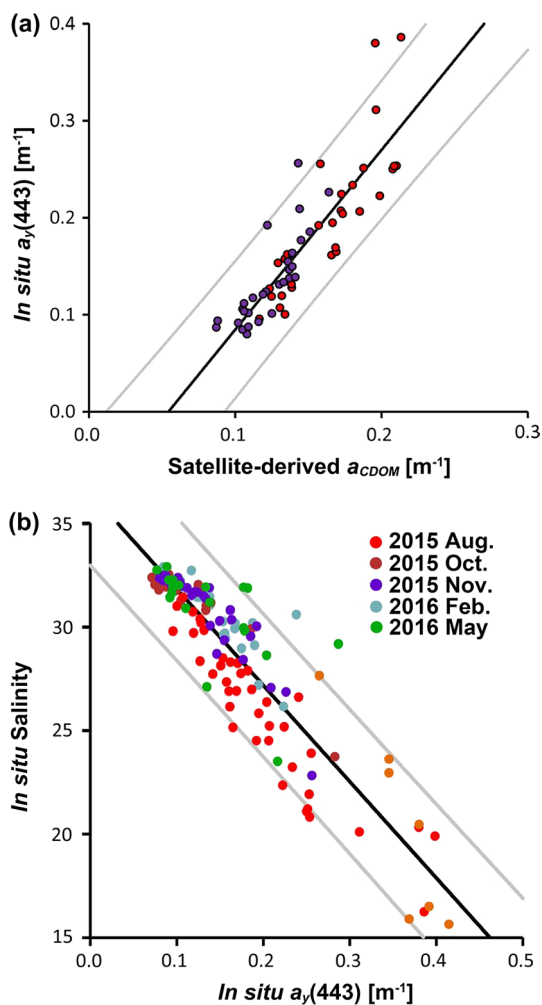 (a)
0.4
0.3
0.2
0.1
0.0
In situ ay(443) [m-1]
0.0 0.1 0.2 0.3
Satellite-derived aCDOM [m-1]
(b)
35
30
25
20
15
In situ Salinity
2015 Aug.
2015 Oct.
2015 Nov.
2016 Feb.
2016 May
0.0 0.1 0.2 0.3 0.4 0.5
In situ ay(443) [m-1]